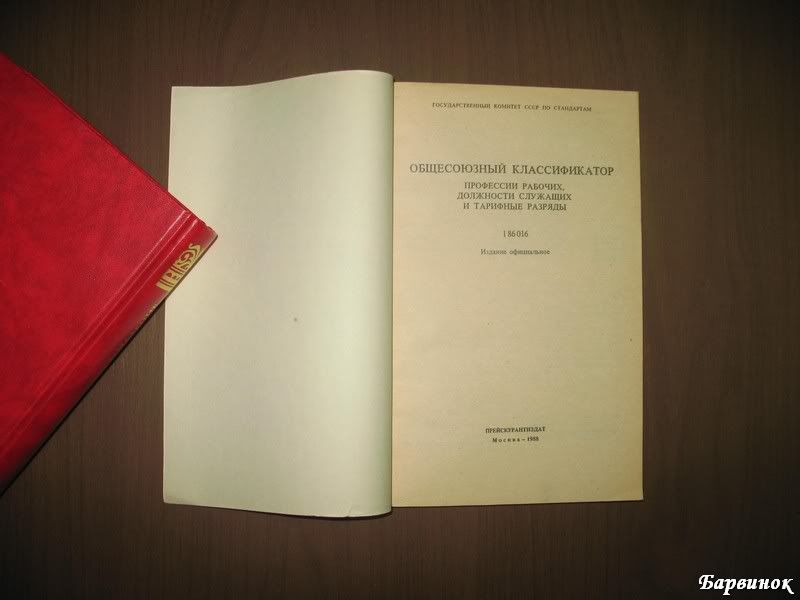 ГОСУДАРСТВЕННЫЙ КОМИТЕТ СССР ПО СТАНДАРТАМ
ОБЩЕСОЮЗНЫЙ КЛАССИФИКАТОР
ПРОФЕССИИ РАБОЧИХ,
ДОЛЖНОСТИ СЛУЖАЩИХ
И ТАРИФНЫЕ РАЗРЯДЫ
1 86 016
Издание официальное
ПРЕЙСКУРАНТИЗДАТ
Москва – 1988
Барвинок